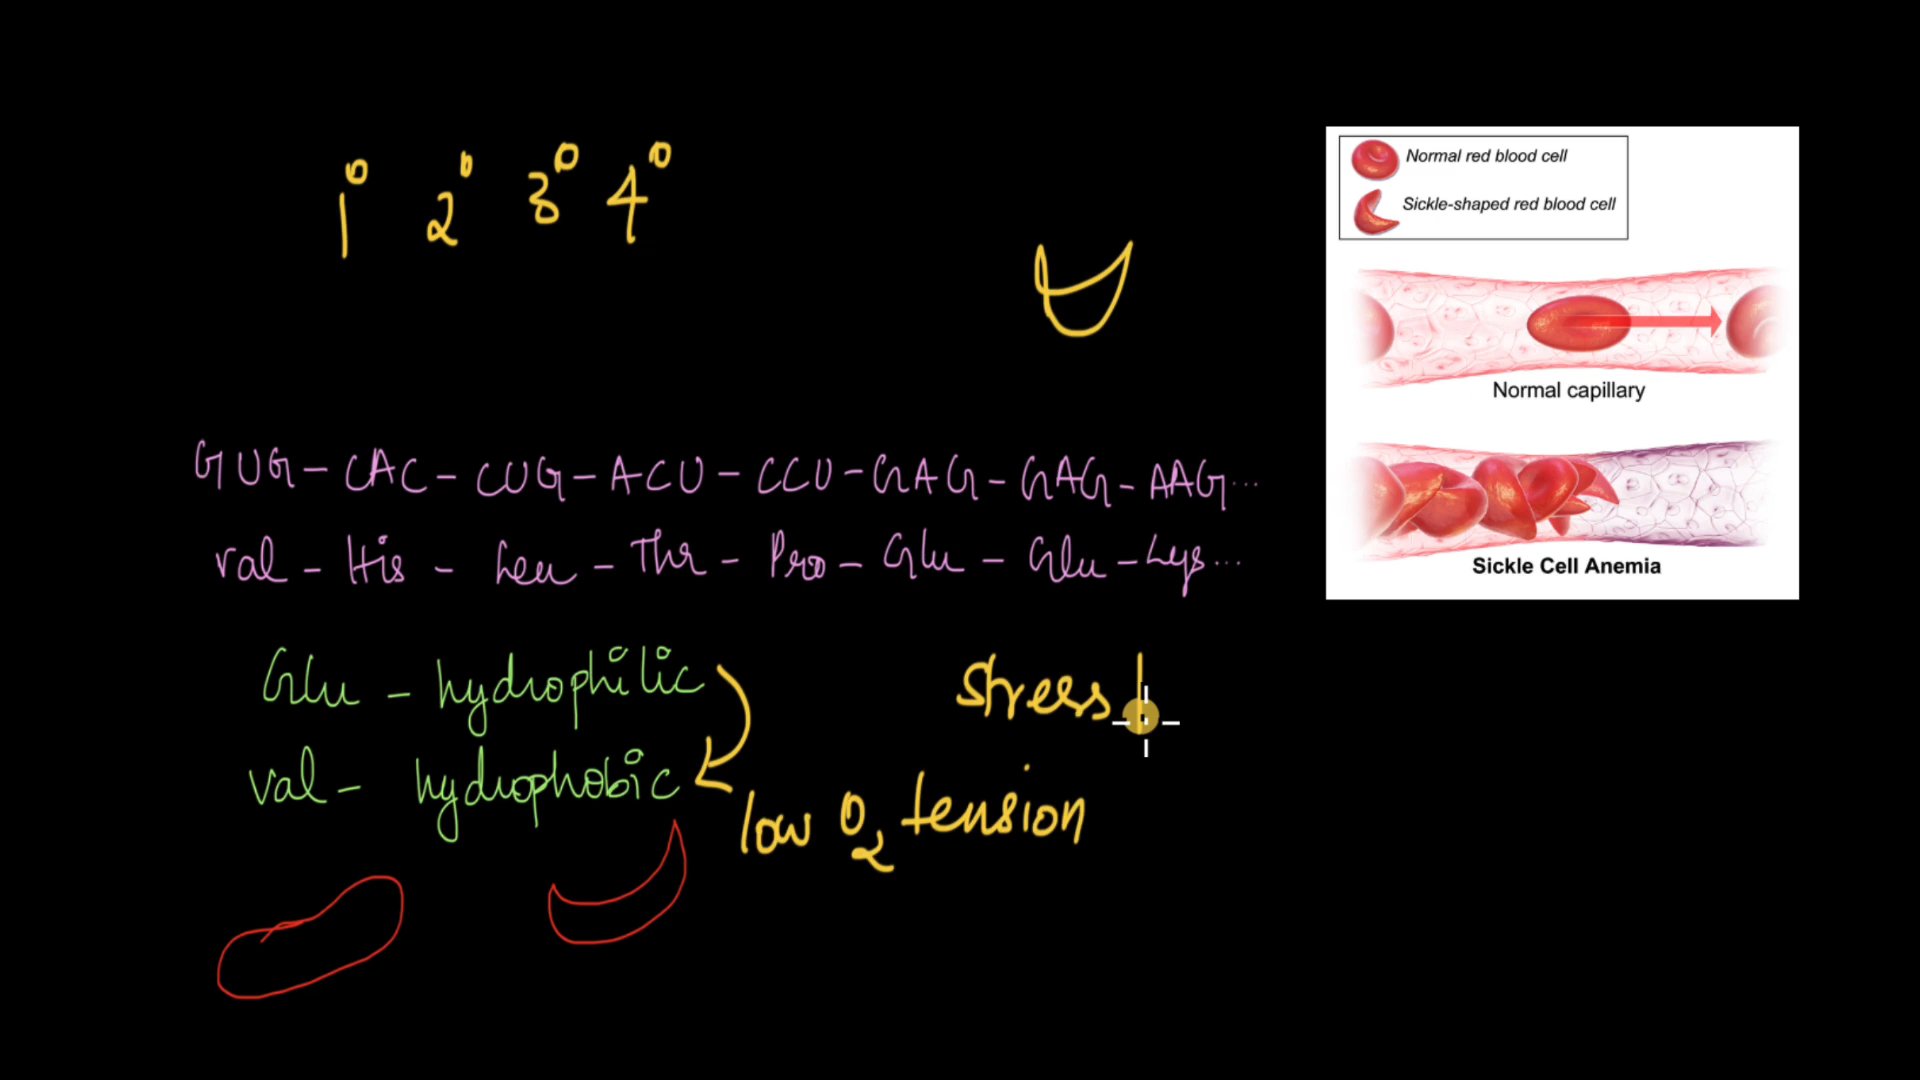 1° 2° 3° 4°
Normal red blood cell
Sickle-shaped red blood cell
Normal capillary
GUG – CAC – CUG – ACU – CCU – GAG – GAG – AAG ...
Val – His – Leu – Thr – Pro – Glu – Glu – Lys ...
Sickle Cell Anemia
Glu – hydrophilic
Stress
Val – hydrophobic
low O₂ tension